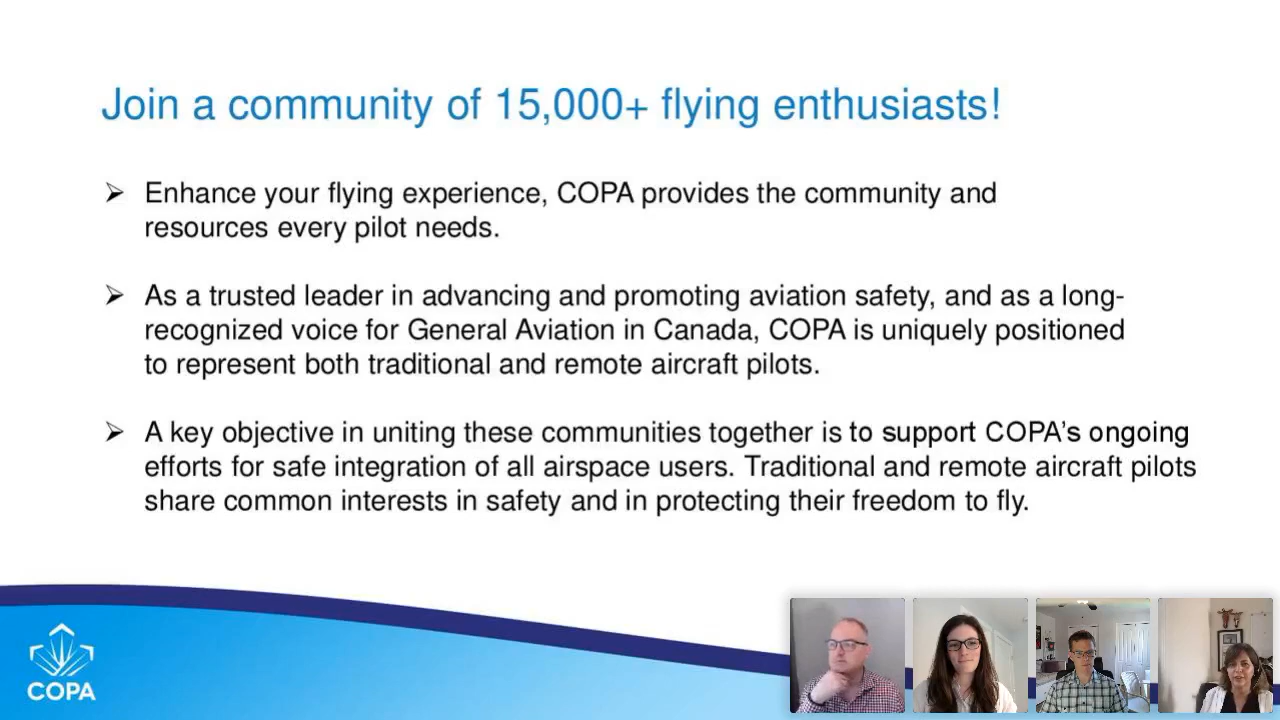 Join a community of 15,000+ flying enthusiasts!
➢ Enhance your flying experience, COPA provides the community and
resources every pilot needs.
➢ As a trusted leader in advancing and promoting aviation safety, and as a long-
recognized voice for General Aviation in Canada, COPA is uniquely positioned
to represent both traditional and remote aircraft pilots.
➢ A key objective in uniting these communities together is to support COPA's ongoing
efforts for safe integration of all airspace users. Traditional and remote aircraft pilots
share common interests in safety and in protecting their freedom to fly.
COPA